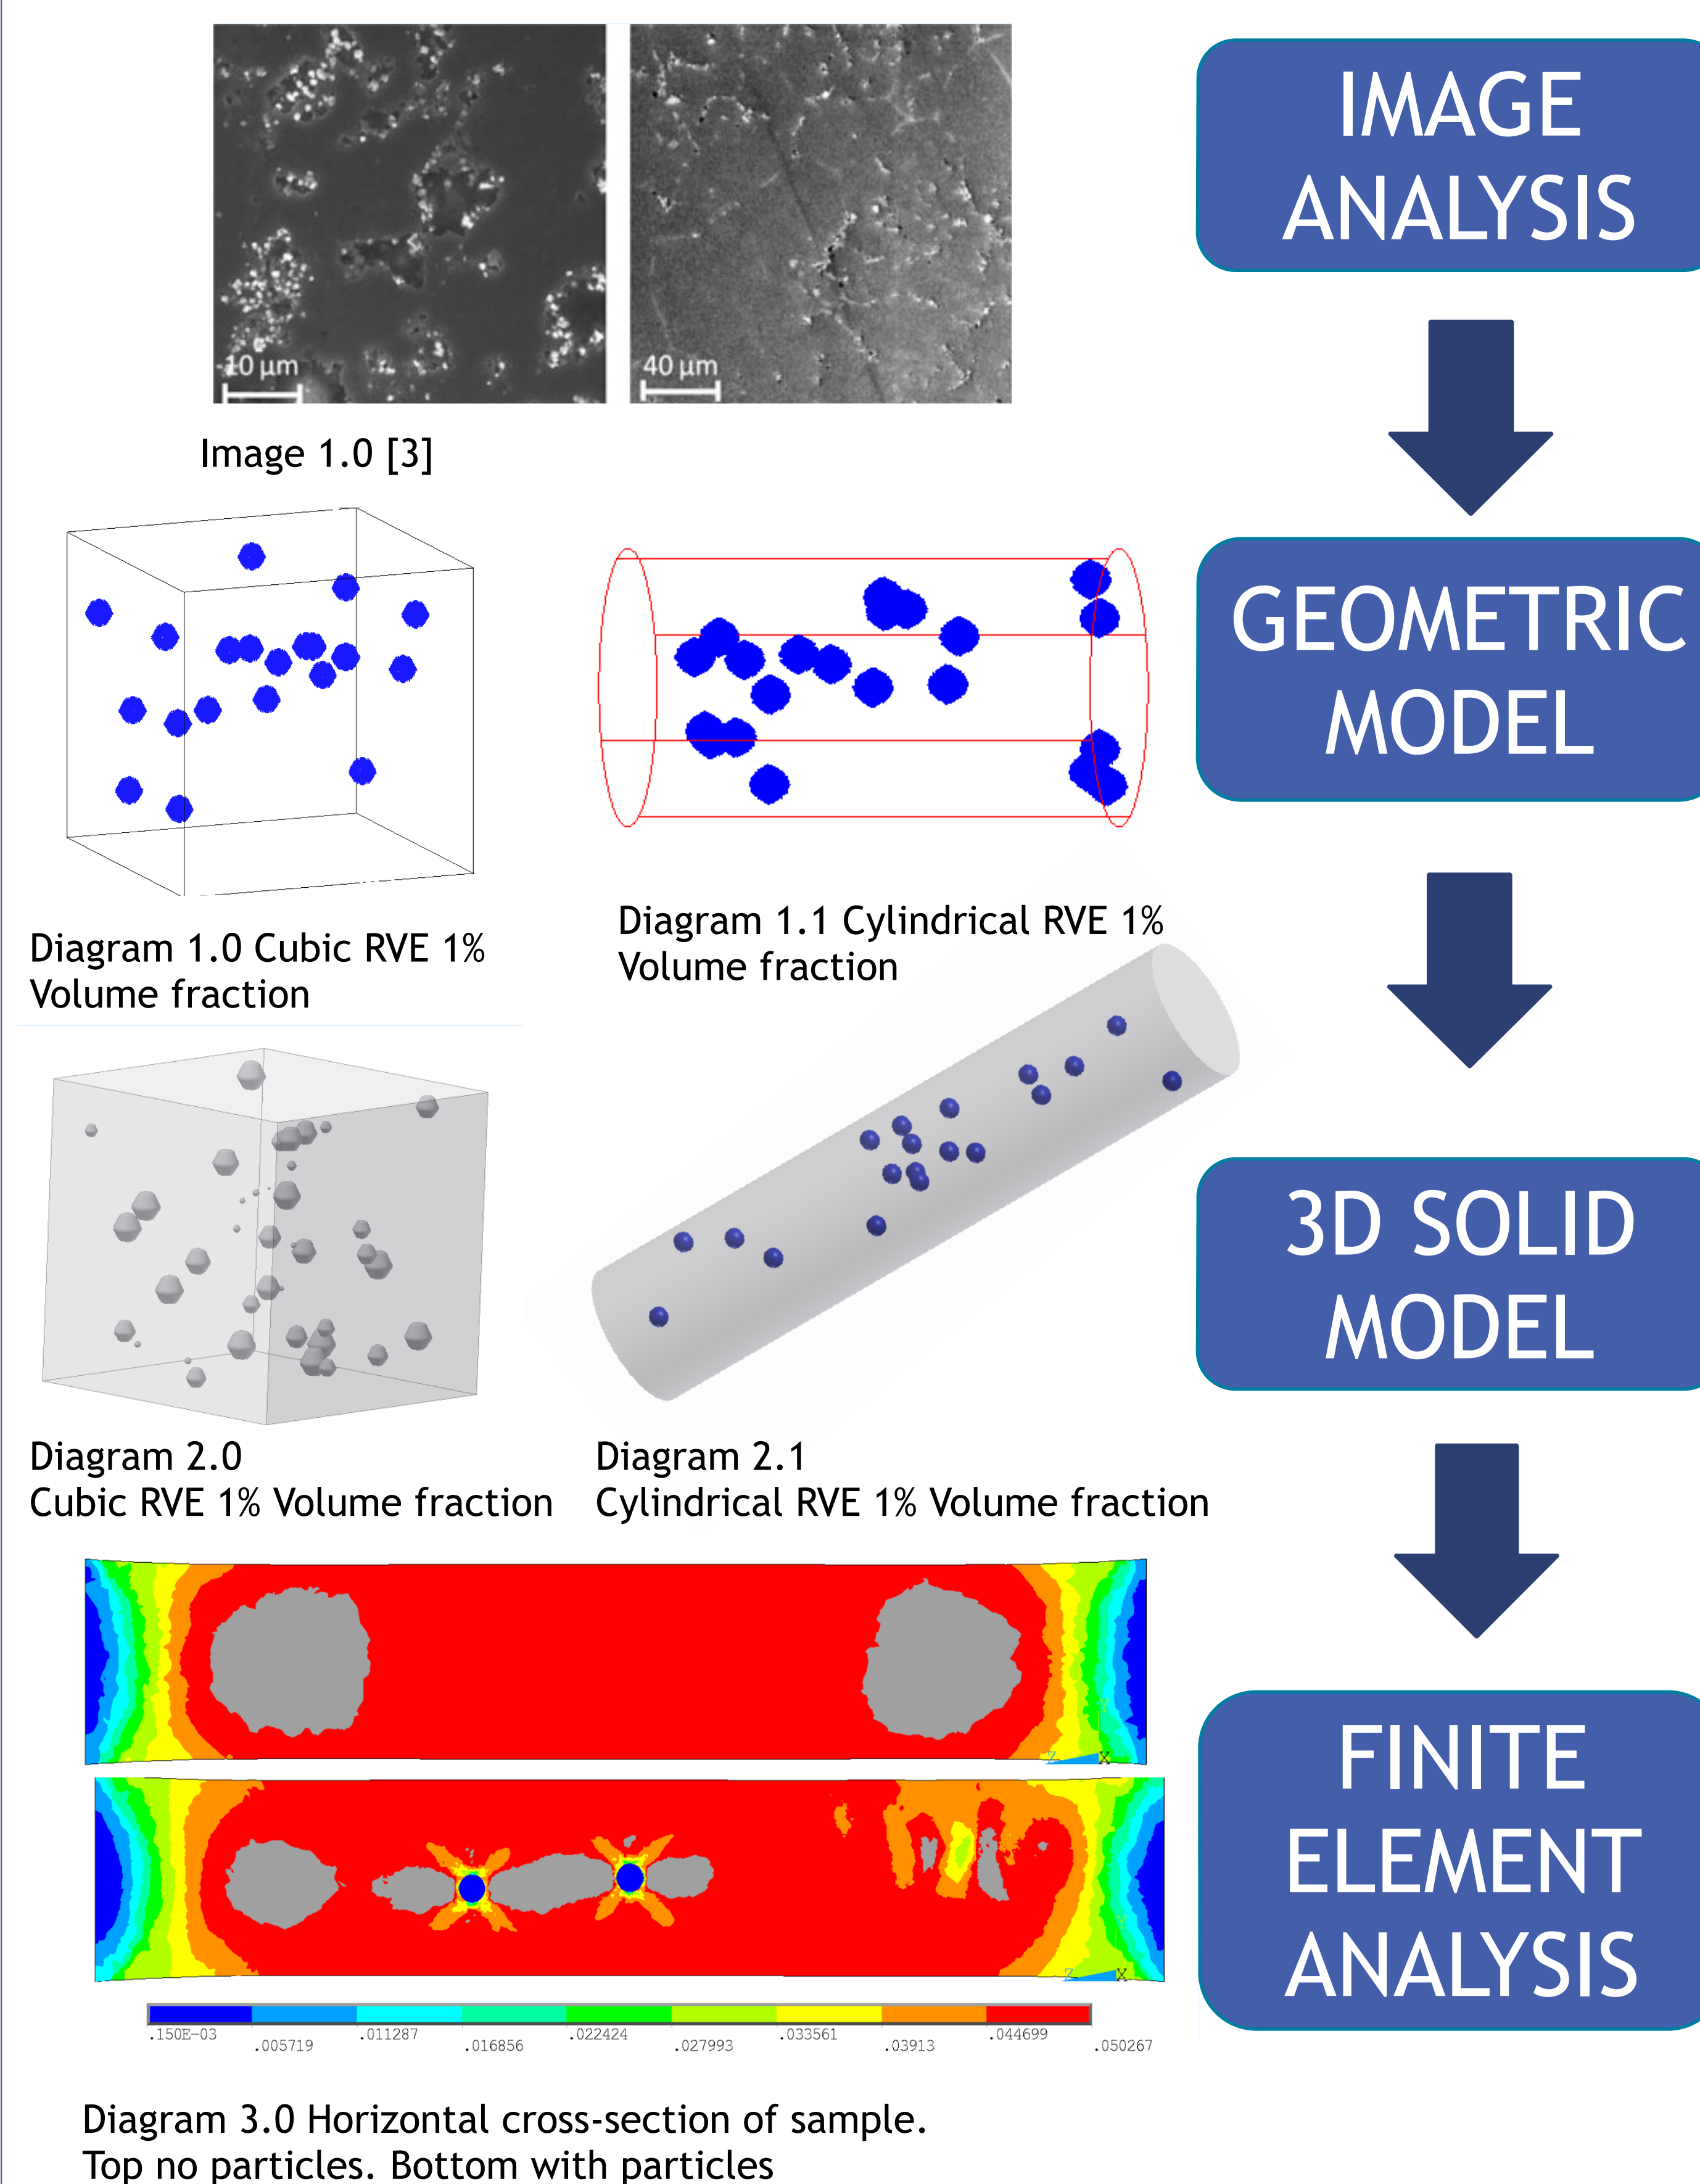 IMAGE
ANALYSIS
10 µm
40 µm
Image 1.0 [3]
GEOMETRIC
MODEL
Diagram 1.0 Cubic RVE 1%
Volume fraction
Diagram 1.1 Cylindrical RVE 1%
Volume fraction
3D SOLID
MODEL
Diagram 2.0
Cubic RVE 1% Volume fraction
Diagram 2.1
Cylindrical RVE 1% Volume fraction
Z X
Z X
FINITE
ELEMENT
ANALYSIS
.150E-03 .011287 .022424 .033561 .044699
.005719 .016856 .027993 .03913 .050267
Diagram 3.0 Horizontal cross-section of sample.
Top no particles. Bottom with particles